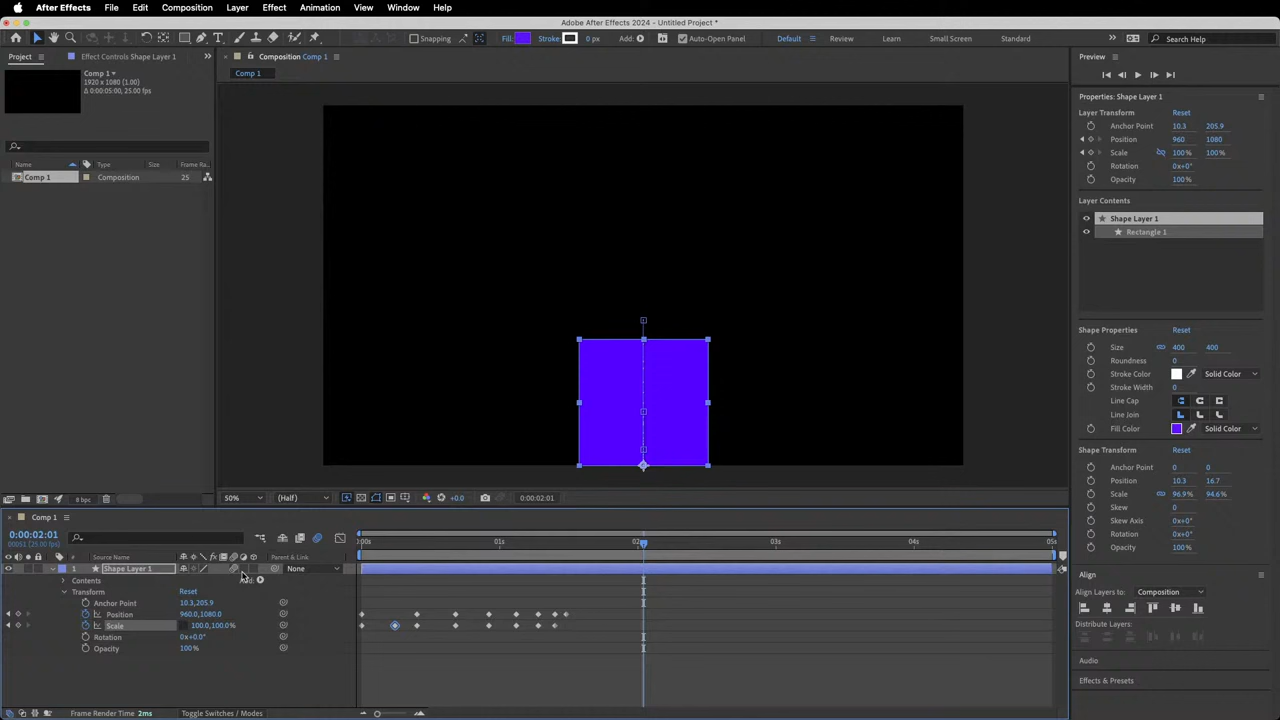 After Effects File Edit Composition Layer Effect Animation View Window Help
Adobe After Effects 2024 - Untitled Project *
Snapping Fill: Stroke: 0 px Add: Auto-Open Panel Default Review Learn Small Screen Standard Search Help
Project Effect Controls Shape Layer 1
Comp 1
1920 x 1080 (1.00)
Δ 0:00:05:00, 25.00 fps
Name Type Size Frame Ra...
Comp 1 Composition 25
8 bpc
Composition Comp 1
Comp 1
50% (Half) +0.0 0:00:02:01
Preview
Properties: Shape Layer 1
Layer Transform Reset
Anchor Point 10.3 205.9
Position 960 1080
Scale 100% 100%
Rotation 0x+0°
Opacity 100%
Layer Contents
Shape Layer 1
Rectangle 1
Shape Properties Reset
Size 400 400
Roundness 0
Stroke Color Solid Color
Stroke Width 0
Line Cap
Line Join
Fill Color Solid Color
Shape Transform Reset
Anchor Point 0 0
Position 10.3 16.7
Scale 96.9% 94.6%
Skew 0
Skew Axis 0x+0°
Rotation 0x+0°
Opacity 100%
Align
Align Layers to: Composition
Distribute Layers:
Audio
Effects & Presets
Comp 1
0:00:02:01
00051 (25.00 fps)
:00s 01s 02s 03s 04s 05s
# Source Name Parent & Link
1 Shape Layer 1 None
Contents Add:
Transform Reset
Anchor Point 10.3,205.9
Position 960.0,1080.0
Scale 100.0,100.0%
Rotation 0x+0.0°
Opacity 100%
Frame Render Time 2ms Toggle Switches / Modes